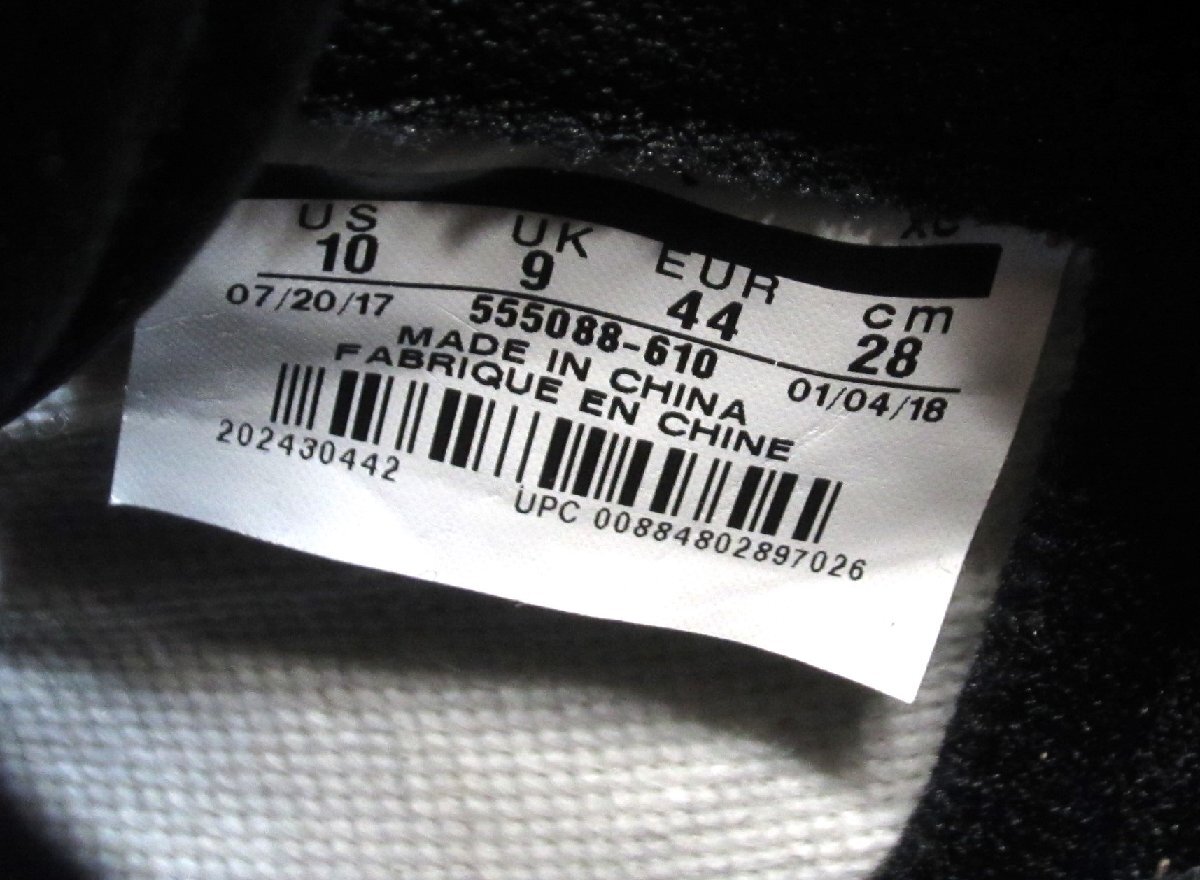 XC
US UK EUR cm
10 9 44 28
07/20/17 555088-610 01/04/18
MADE IN CHINA
FABRIQUE EN CHINE
202430442
UPC 00884802897026